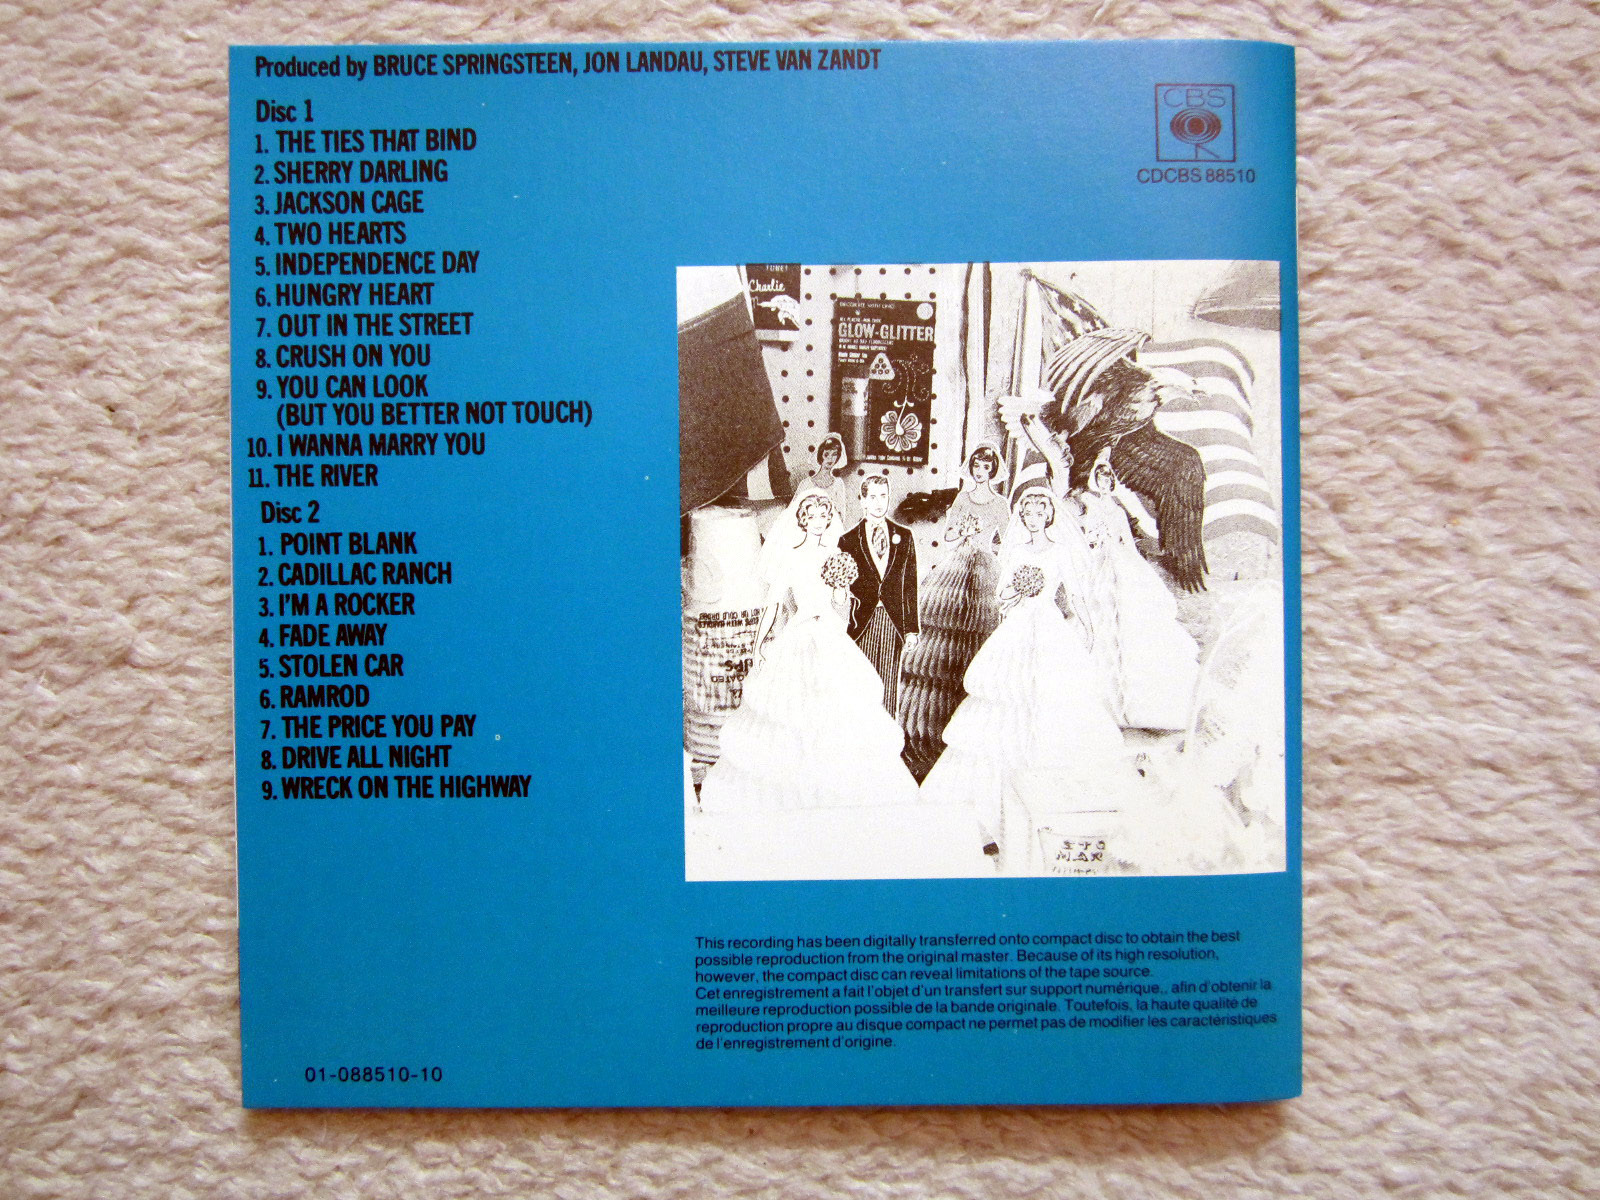 Produced by BRUCE SPRINGSTEEN, JON LANDAU, STEVE VAN ZANDT
Disc 1
1. THE TIES THAT BIND
2. SHERRY DARLING
3. JACKSON CAGE
4. TWO HEARTS
5. INDEPENDENCE DAY
6. HUNGRY HEART
7. OUT IN THE STREET
8. CRUSH ON YOU
9. YOU CAN LOOK
(BUT YOU BETTER NOT TOUCH)
10. I WANNA MARRY YOU
11. THE RIVER
Disc 2
1. POINT BLANK
2. CADILLAC RANCH
3. I'M A ROCKER
4. FADE AWAY
5. STOLEN CAR
6. RAMROD
7. THE PRICE YOU PAY
8. DRIVE ALL NIGHT
9. WRECK ON THE HIGHWAY
01-088510-10
CBS
CDCBS 88510
Charlie
GLOW-GLITTER
This recording has been digitally transferred onto compact disc to obtain the best
possible reproduction from the original master. Because of its high resolution,
however, the compact disc can reveal limitations of the tape source.
Cet enregistrement a fait l'objet d'un transfert sur support numérique,, afin d'obtenir la
meilleure reproduction possible de la bande originale. Toutefois, la haute qualité de
reproduction propre au disque compact ne permet pas de modifier les caractéristiques
de l'enregistrement d'origine.